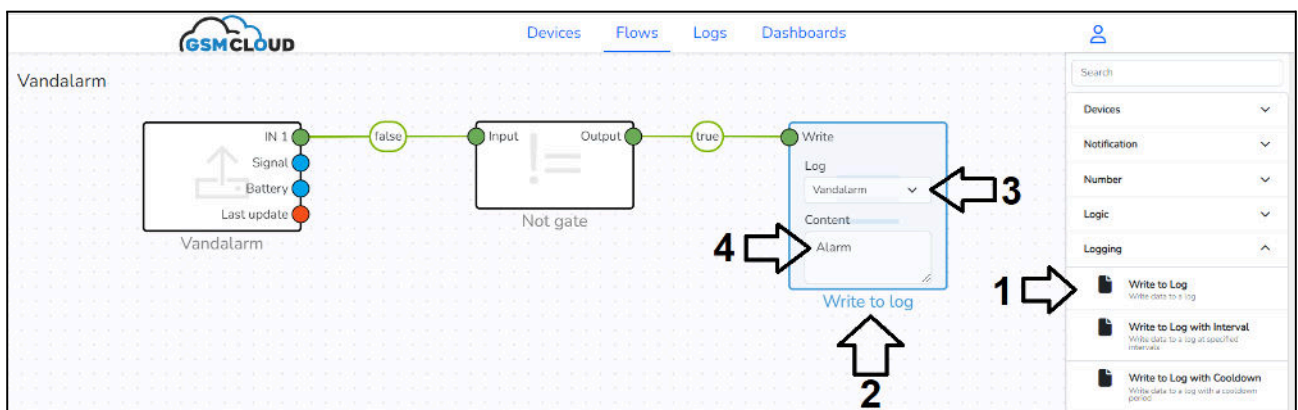 GSMCLOUD
Devices Flows Logs Dashboards
Vandalarm
Search
Devices
Notification
Number
Logic
Logging
Write to Log
Write data to a log
Write to Log with Interval
Write data to a log at specified
intervals
Write to Log with Cooldown
Write data to a log with a cooldown
period
IN 1
Signal
Battery
Last update
Vandalarm
false
Input Output
!=
Not gate
true
Write
Log
Vandalarm
Content
Alarm
Write to log
1
2
3
4